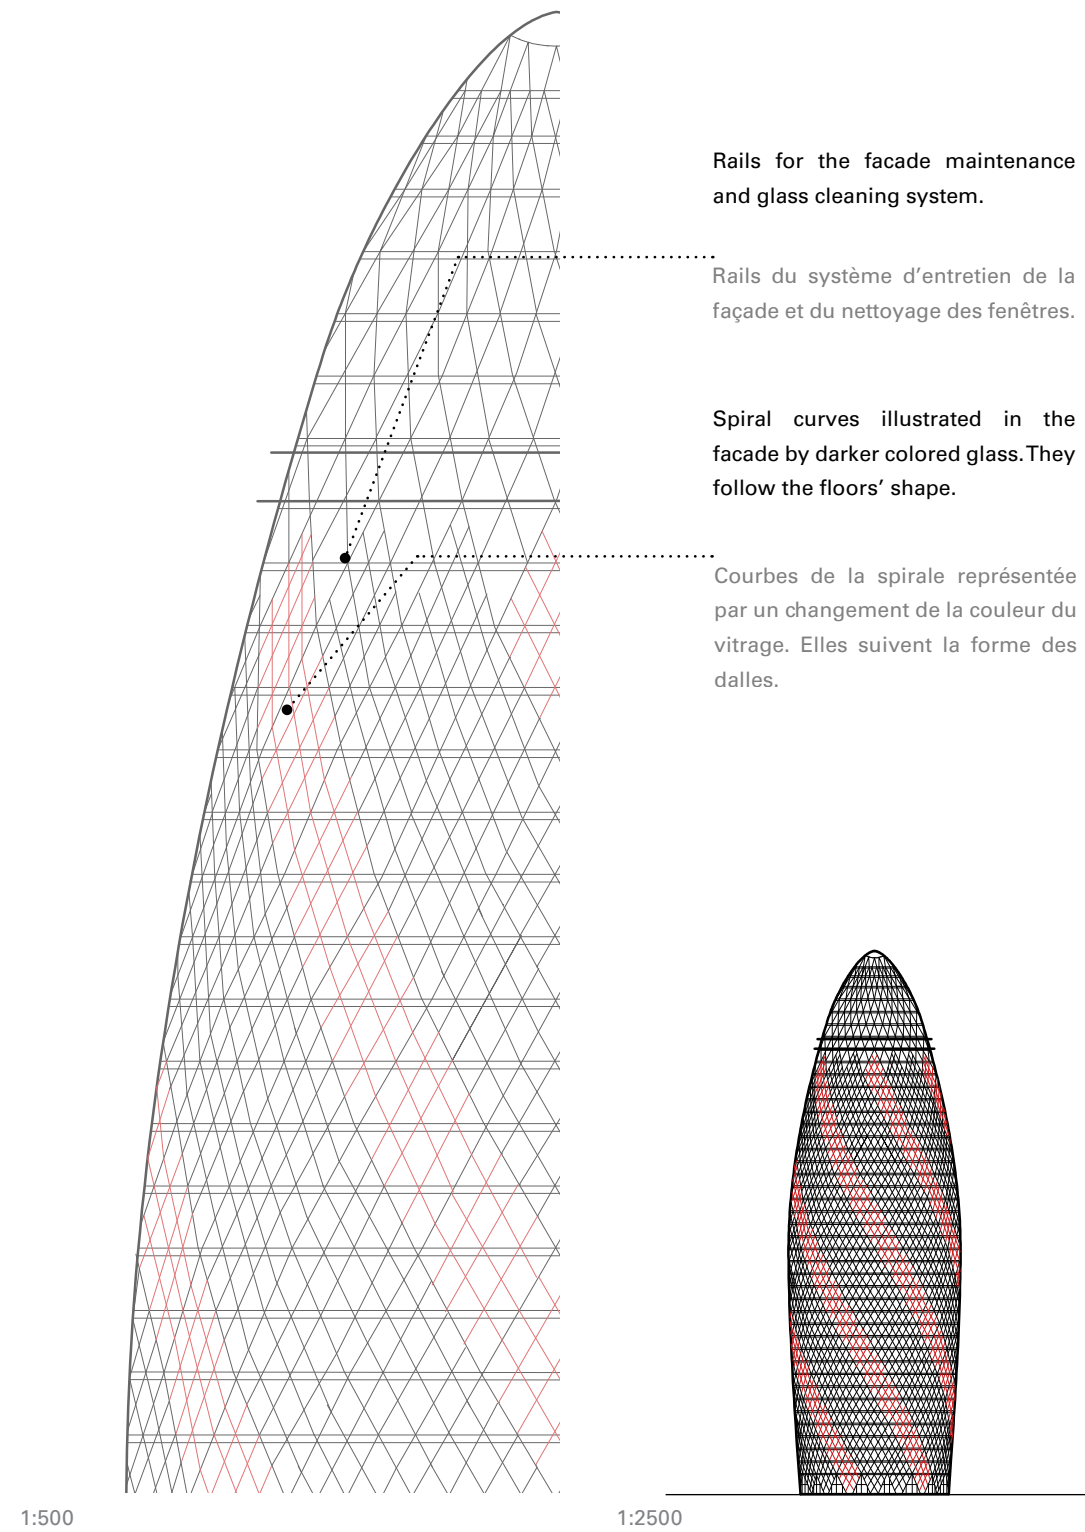 Rails for the facade maintenance
and glass cleaning system.
Rails du système d’entretien de la
façade et du nettoyage des fenêtres.
Spiral curves illustrated in the
facade by darker colored glass. They
follow the floors’ shape.
Courbes de la spirale représentée
par un changement de la couleur du
vitrage. Elles suivent la forme des
dalles.
1:500
1:2500